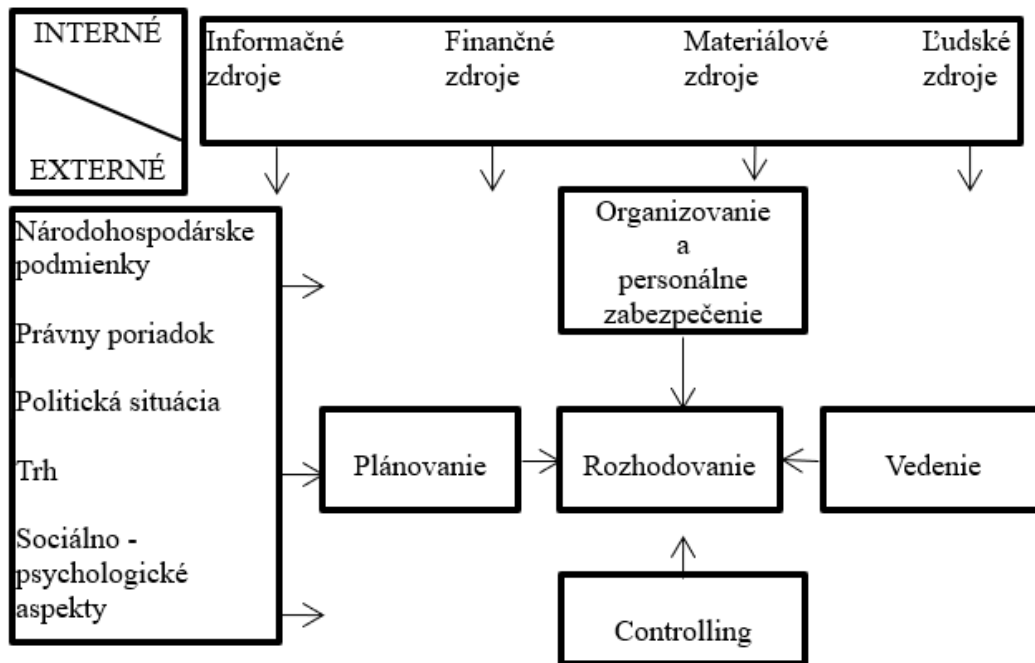 INTERNÉ
EXTERNÉ
Informačné
zdroje
Finančné
zdroje
Materiálové
zdroje
Ľudské
zdroje
Národohospodárske
podmienky
Právny poriadok
Politická situácia
Trh
Sociálno -
psychologické
aspekty
Organizovanie
a
personálne
zabezpečenie
Plánovanie
Rozhodovanie
Vedenie
Controlling